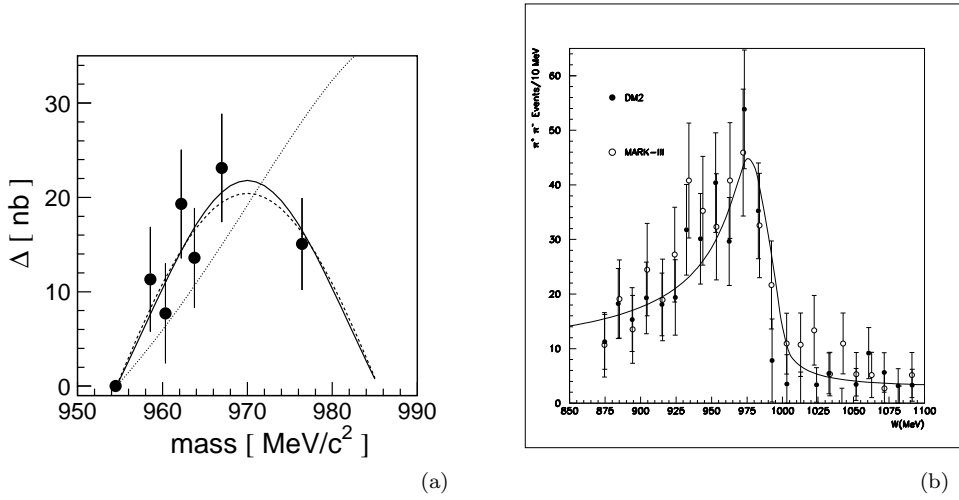 Δ [ nb ]
30
20
10
0
950 960 970 980 990
mass [ MeV/c²]
(a)
π⁺ π⁻ Events/10 MeV
60
50
40
30
20
10
0
DM2
MARK-III
850 875 900 925 950 975 1000 1025 1050 1075 1100
W(MeV)
(b)